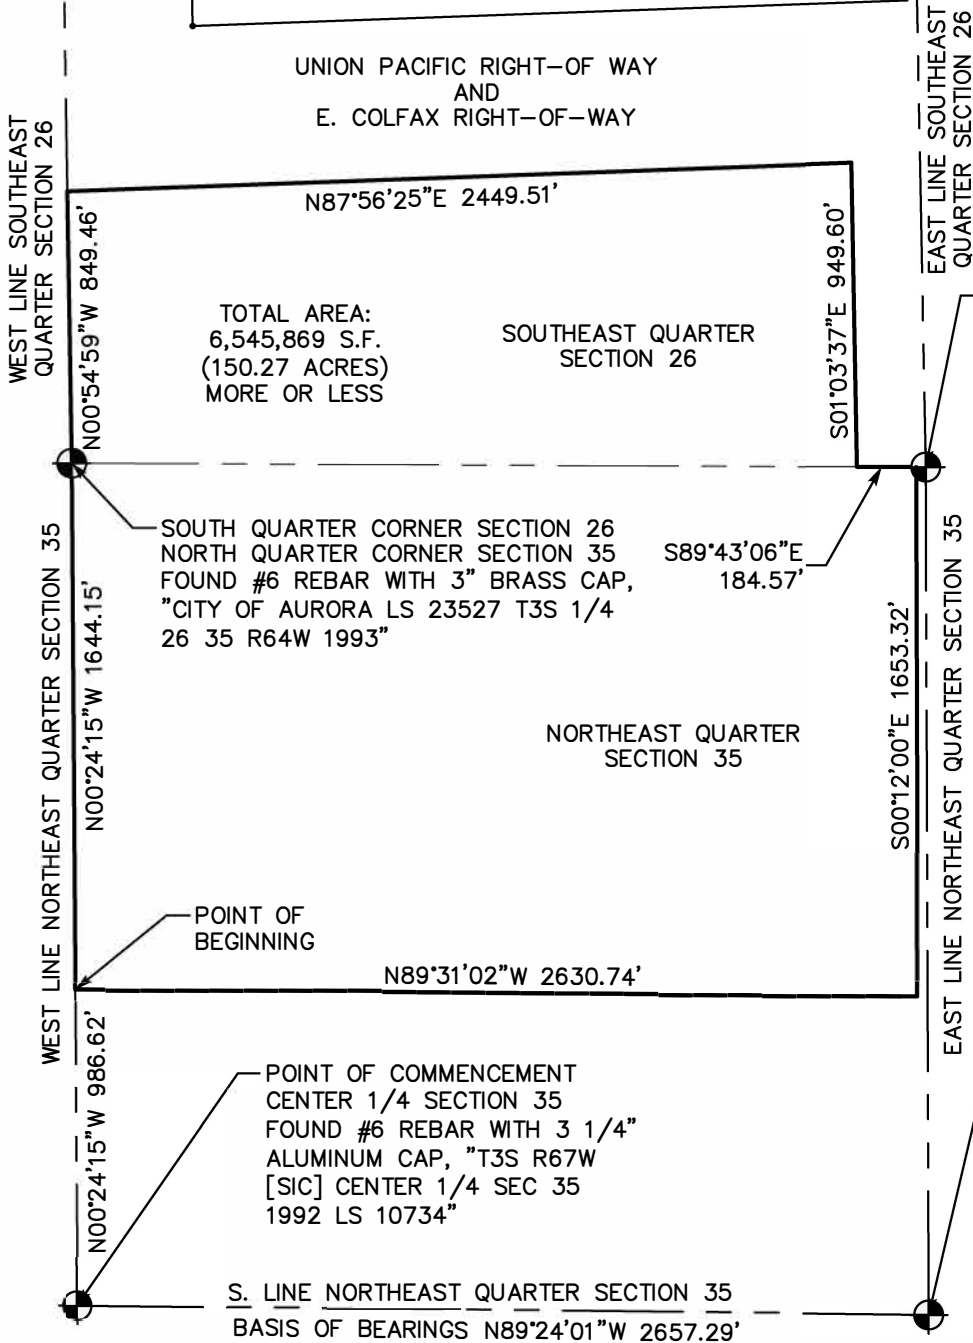 UNION PACIFIC RIGHT-OF WAY
AND
E. COLFAX RIGHT-OF-WAY
WEST LINE SOUTHEAST
QUARTER SECTION 26
EAST LINE SOUTHEAST
QUARTER SECTION 26
N87°56'25"E 2449.51'
N00°54'59"W 849.46'
TOTAL AREA:
6,545,869 S.F.
(150.27 ACRES)
MORE OR LESS
SOUTHEAST QUARTER
SECTION 26
S01°03'37"E 949.60'
SOUTH QUARTER CORNER SECTION 26
NORTH QUARTER CORNER SECTION 35
FOUND #6 REBAR WITH 3" BRASS CAP,
"CITY OF AURORA LS 23527 T3S 1/4
26 35 R64W 1993"
S89°43'06"E
184.57'
WEST LINE NORTHEAST QUARTER SECTION 35
N00°24'15"W 1644.15'
NORTHEAST QUARTER
SECTION 35
S00°12'00"E 1653.32'
EAST LINE NORTHEAST QUARTER SECTION 35
POINT OF
BEGINNING
N89°31'02"W 2630.74'
N00°24'15"W 986.62'
POINT OF COMMENCEMENT
CENTER 1/4 SECTION 35
FOUND #6 REBAR WITH 3 1/4"
ALUMINUM CAP, "T3S R67W
[SIC] CENTER 1/4 SEC 35
1992 LS 10734"
S. LINE NORTHEAST QUARTER SECTION 35
BASIS OF BEARINGS N89°24'01"W 2657.29'